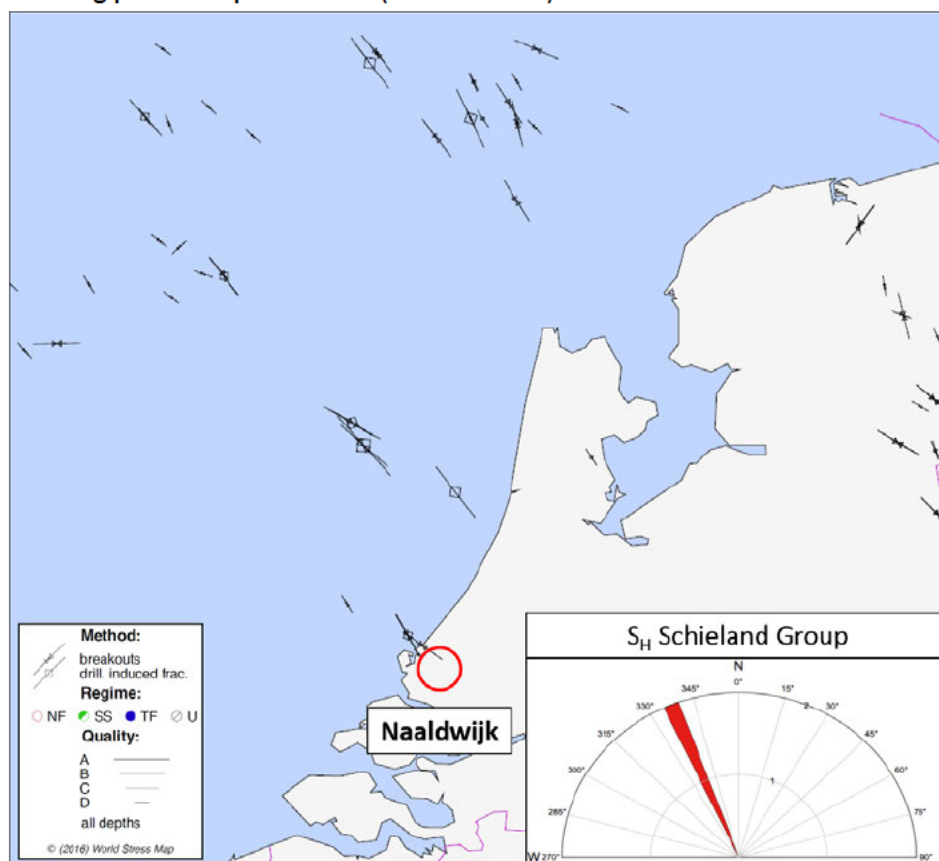 Naaldwijk
Method:
breakouts
drill. induced frac.
Regime:
NF SS TF U
Quality:
A
B
C
D
all depths
© (2016) World Stress Map
S_H Schieland Group
N
0°
345° 15°
330° 2 30°
315° 45°
300° 60°
1
285° 75°
W 270° 90°